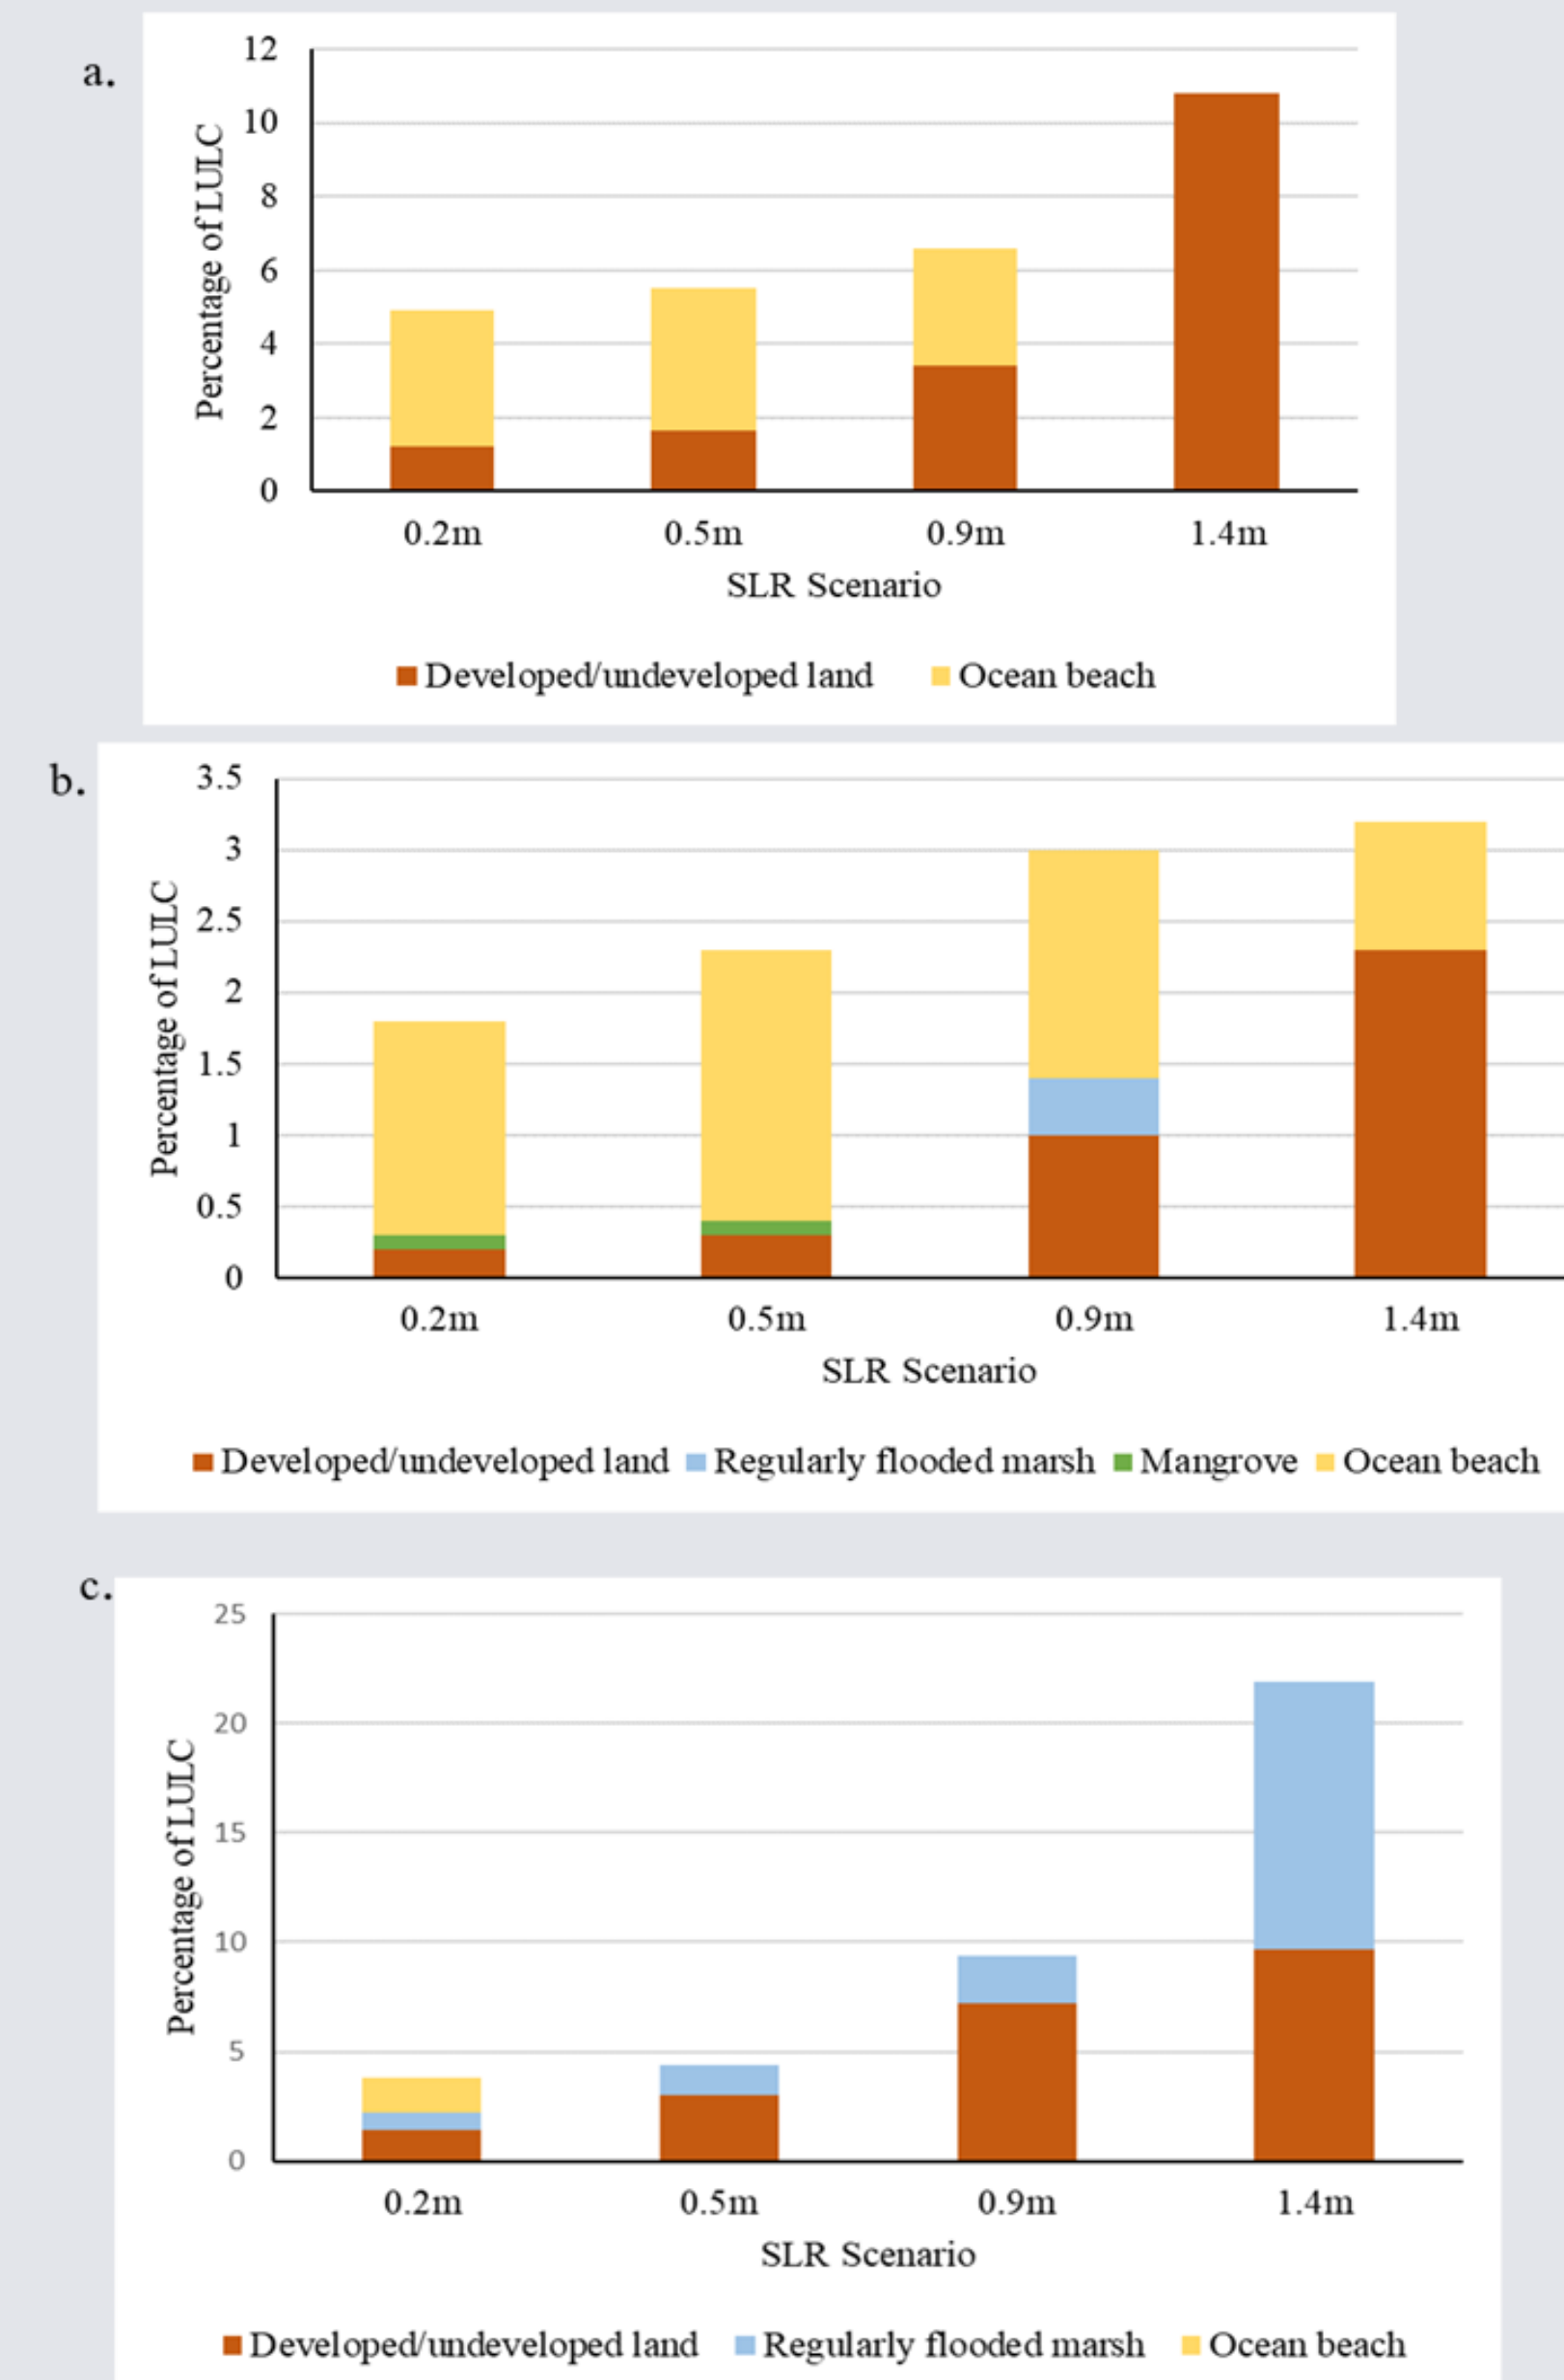 a.
12
10
8
6
4
2
0
Percentage of LULC
0.2m 0.5m 0.9m 1.4m
SLR Scenario
Developed/undeveloped land Ocean beach
b.
3.5
3
2.5
2
1.5
1
0.5
0
Percentage of LULC
0.2m 0.5m 0.9m 1.4m
SLR Scenario
Developed/undeveloped land Regularly flooded marsh Mangrove Ocean beach
c.
25
20
15
10
5
0
Percentage of LULC
0.2m 0.5m 0.9m 1.4m
SLR Scenario
Developed/undeveloped land Regularly flooded marsh Ocean beach